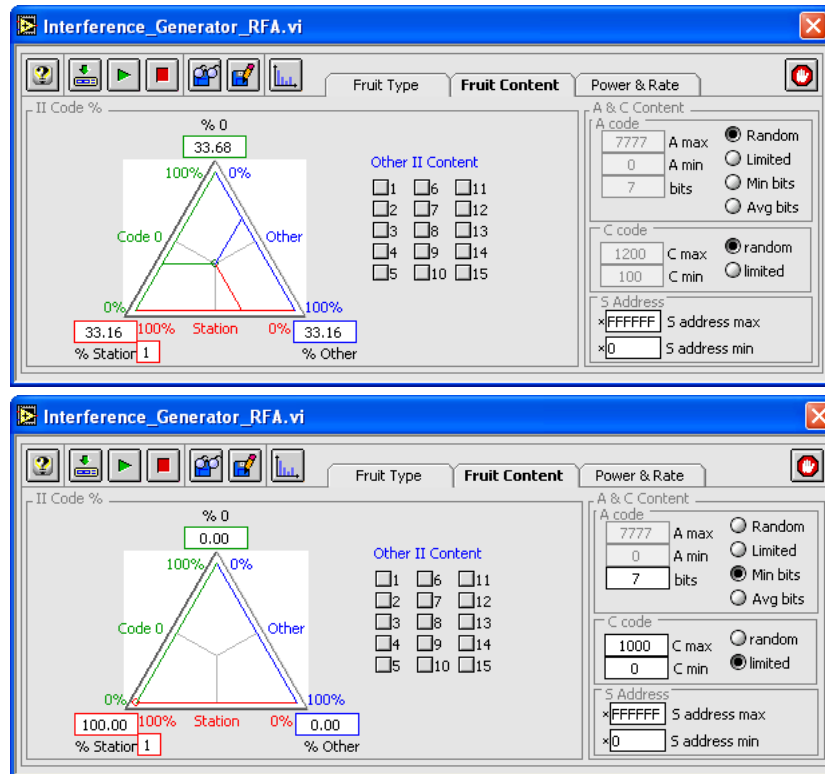 Interference_Generator_RFA.vi
Fruit Type Fruit Content Power & Rate
II Code %
% 0
33.68
100% 0%
Code 0 Other
0% 100%
33.16 100% Station 0% 33.16
% Station 1 % Other
Other II Content
1 6 11
2 7 12
3 8 13
4 9 14
5 10 15
A & C Content
A code
7777 A max Random
0 A min Limited
7 bits Min bits
Avg bits
C code
1200 C max random
100 C min limited
S Address
×FFFFFF S address max
×0 S address min
Interference_Generator_RFA.vi
Fruit Type Fruit Content Power & Rate
II Code %
% 0
0.00
100% 0%
Code 0 Other
0% 100%
100.00 100% Station 0% 0.00
% Station 1 % Other
Other II Content
1 6 11
2 7 12
3 8 13
4 9 14
5 10 15
A & C Content
A code
7777 A max Random
0 A min Limited
7 bits Min bits
Avg bits
C code
1000 C max random
0 C min limited
S Address
×FFFFFF S address max
×0 S address min